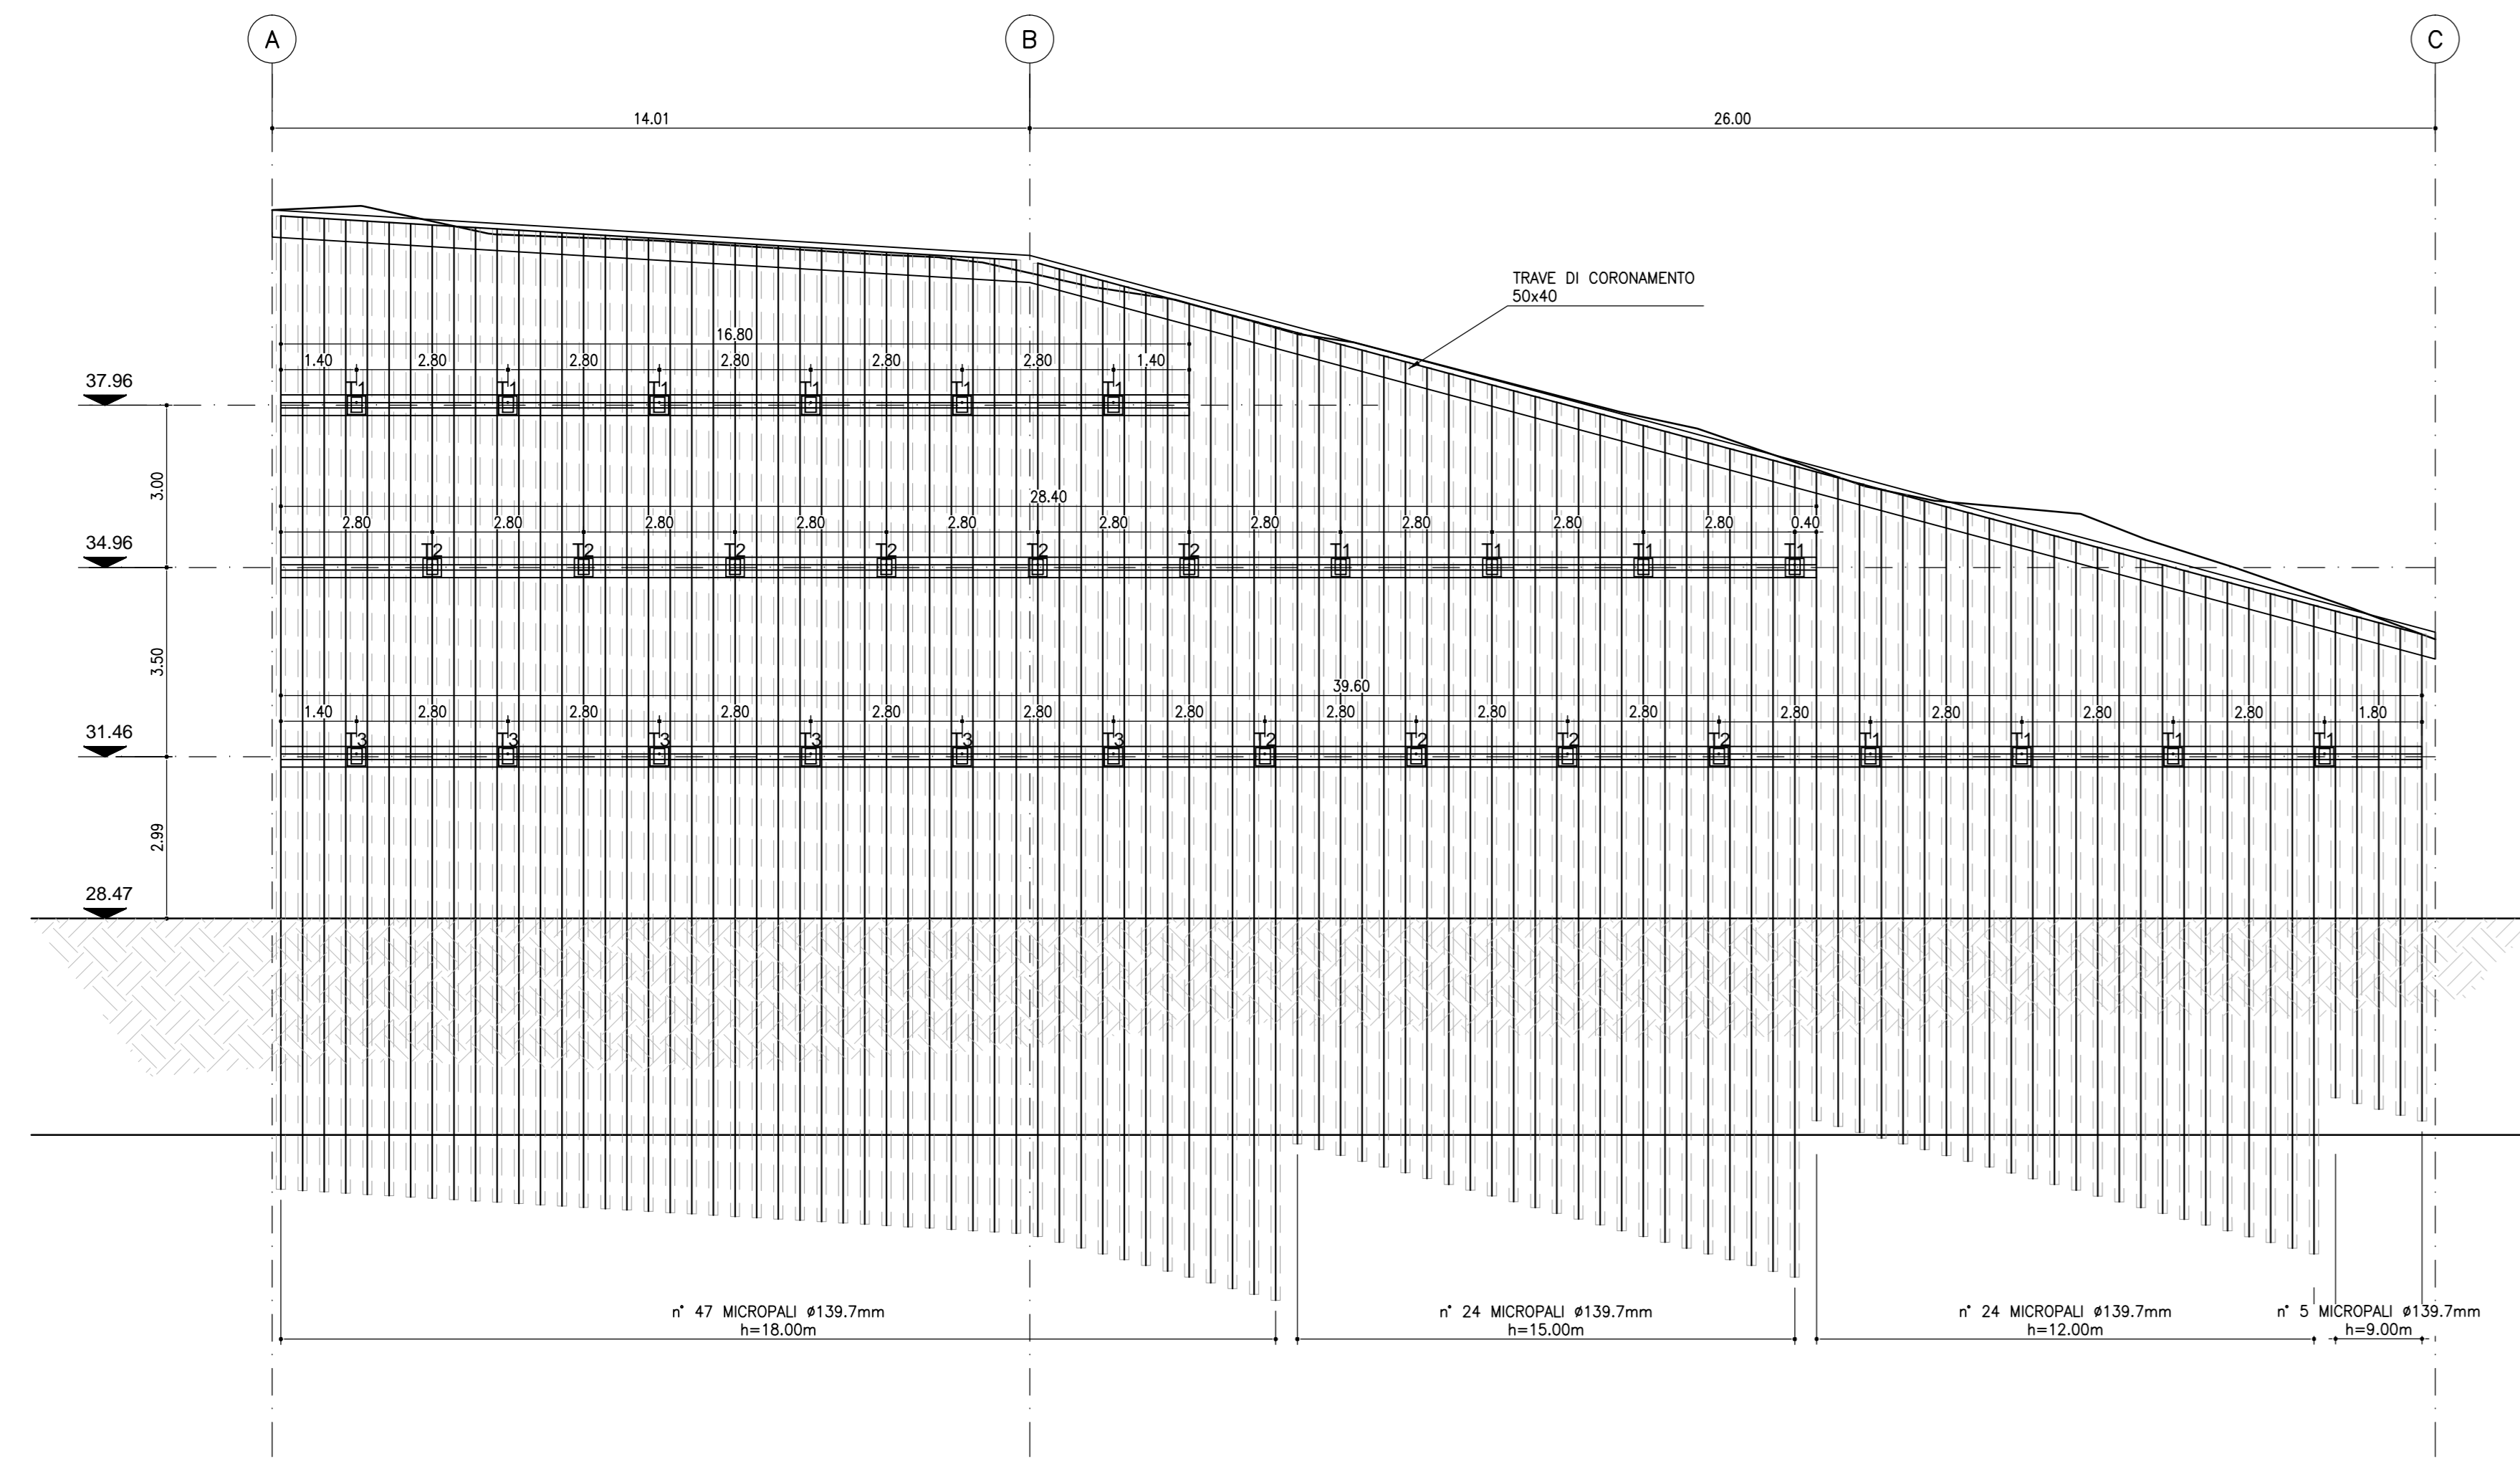 A B C
14.01 26.00
TRAVE DI CORONAMENTO
50x40
16.80
1.40 2.80 2.80 2.80 2.80 2.80 1.40
37.96
T1 T1 T1 T1 T1 T1
3.00
28.40
2.80 2.80 2.80 2.80 2.80 2.80 2.80 2.80 2.80 2.80 0.40
34.96
T2 T2 T2 T2 T2 T2 T1 T1 T1 T1
3.50
39.60
1.40 2.80 2.80 2.80 2.80 2.80 2.80 2.80 2.80 2.80 2.80 2.80 2.80 2.80 1.80
31.46
T3 T3 T3 T3 T3 T3 T2 T2 T2 T2 T1 T1 T1 T1
2.99
28.47
n° 47 MICROPALI ø139.7mm
h=18.00m
n° 24 MICROPALI ø139.7mm
h=15.00m
n° 24 MICROPALI ø139.7mm
h=12.00m
n° 5 MICROPALI ø139.7mm
h=9.00m